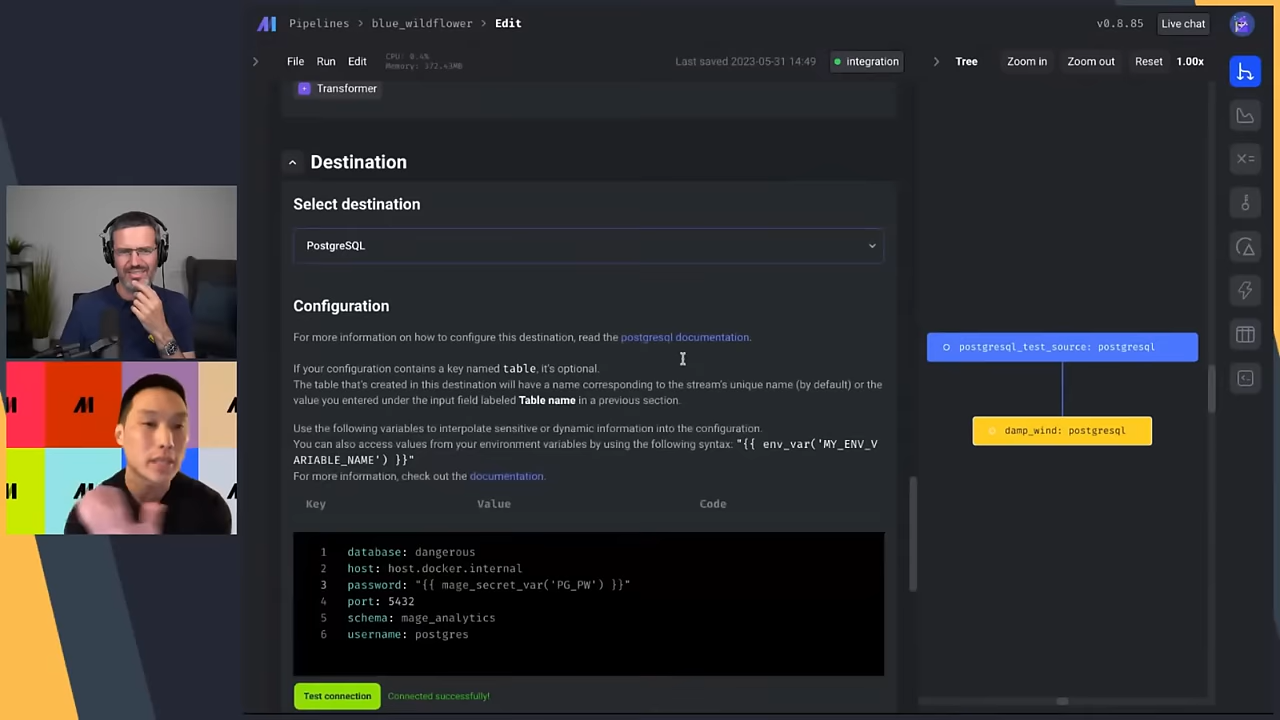 Pipelines > blue_wildflower > Edit
v0.8.85
Live chat
File Run Edit
CPU: 0.4%
Memory: 372.43MB
Last saved 2023-05-31 14:49
integration
Tree
Zoom in
Zoom out
Reset
1.00x
Transformer
Destination
Select destination
PostgreSQL
Configuration
For more information on how to configure this destination, read the postgresql documentation.
If your configuration contains a key named table, it's optional.
The table that's created in this destination will have a name corresponding to the stream's unique name (by default) or the
value you entered under the input field labeled Table name in a previous section.
Use the following variables to interpolate sensitive or dynamic information into the configuration.
You can also access values from your environment variables by using the following syntax: "{{ env_var('MY_ENV_V
ARIABLE_NAME') }}"
For more information, check out the documentation.
Key Value Code
1 database: dangerous
2 host: host.docker.internal
3 password: "{{ mage_secret_var('PG_PW') }}"
4 port: 5432
5 schema: mage_analytics
6 username: postgres
Test connection
Connected successfully!
postgresql_test_source: postgresql
damp_wind: postgresql